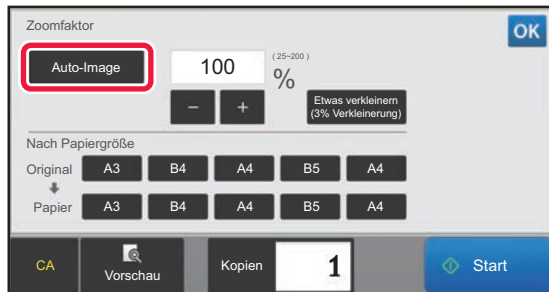 Zoomfaktor
OK
Auto-Image
100
(25~200)
%
−
+
Etwas verkleinern
(3% Verkleinerung)
Nach Papiergröße
Original A3 B4 A4 B5 A4
Papier A3 B4 A4 B5 A4
CA
Vorschau
Kopien
1
Start